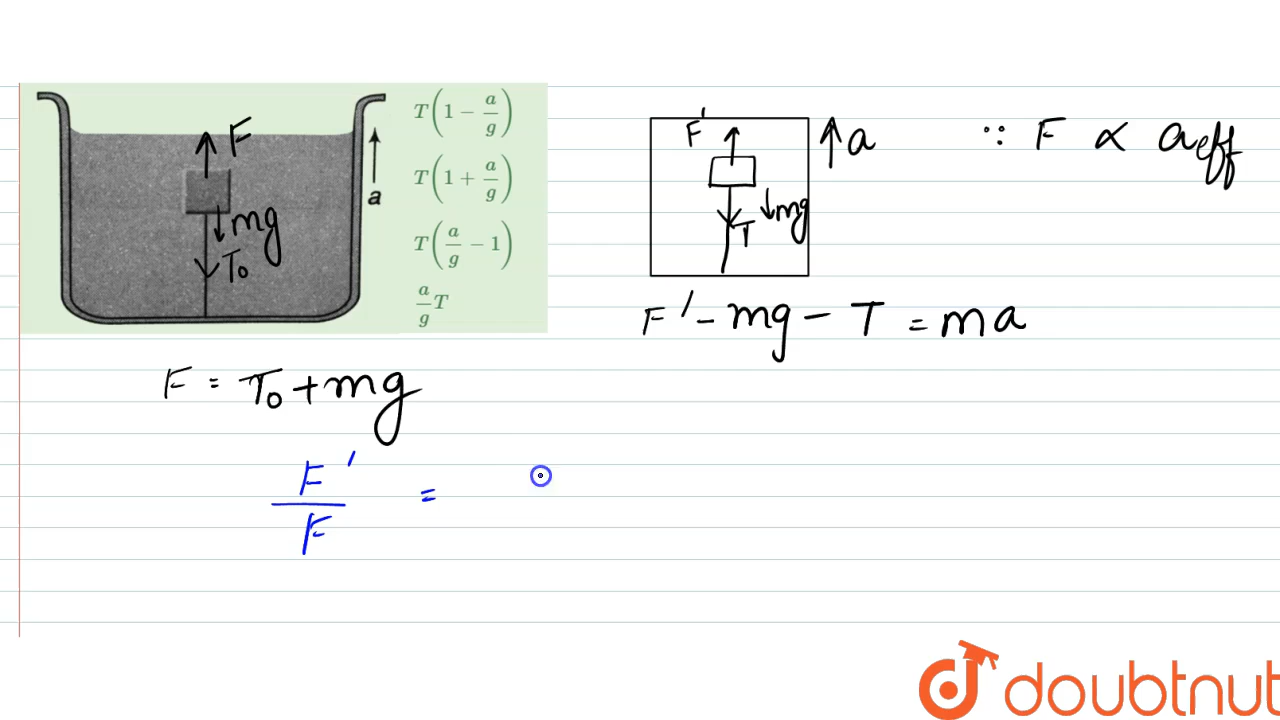 F
mg
T₀
a
T(1 − a/g)
T(1 + a/g)
T(a/g − 1)
a/g T
F'
T
mg
↑ a
∵ F ∝ a_eff
F' − mg − T = ma
F = T₀ + mg
F'/F =
doubtnut